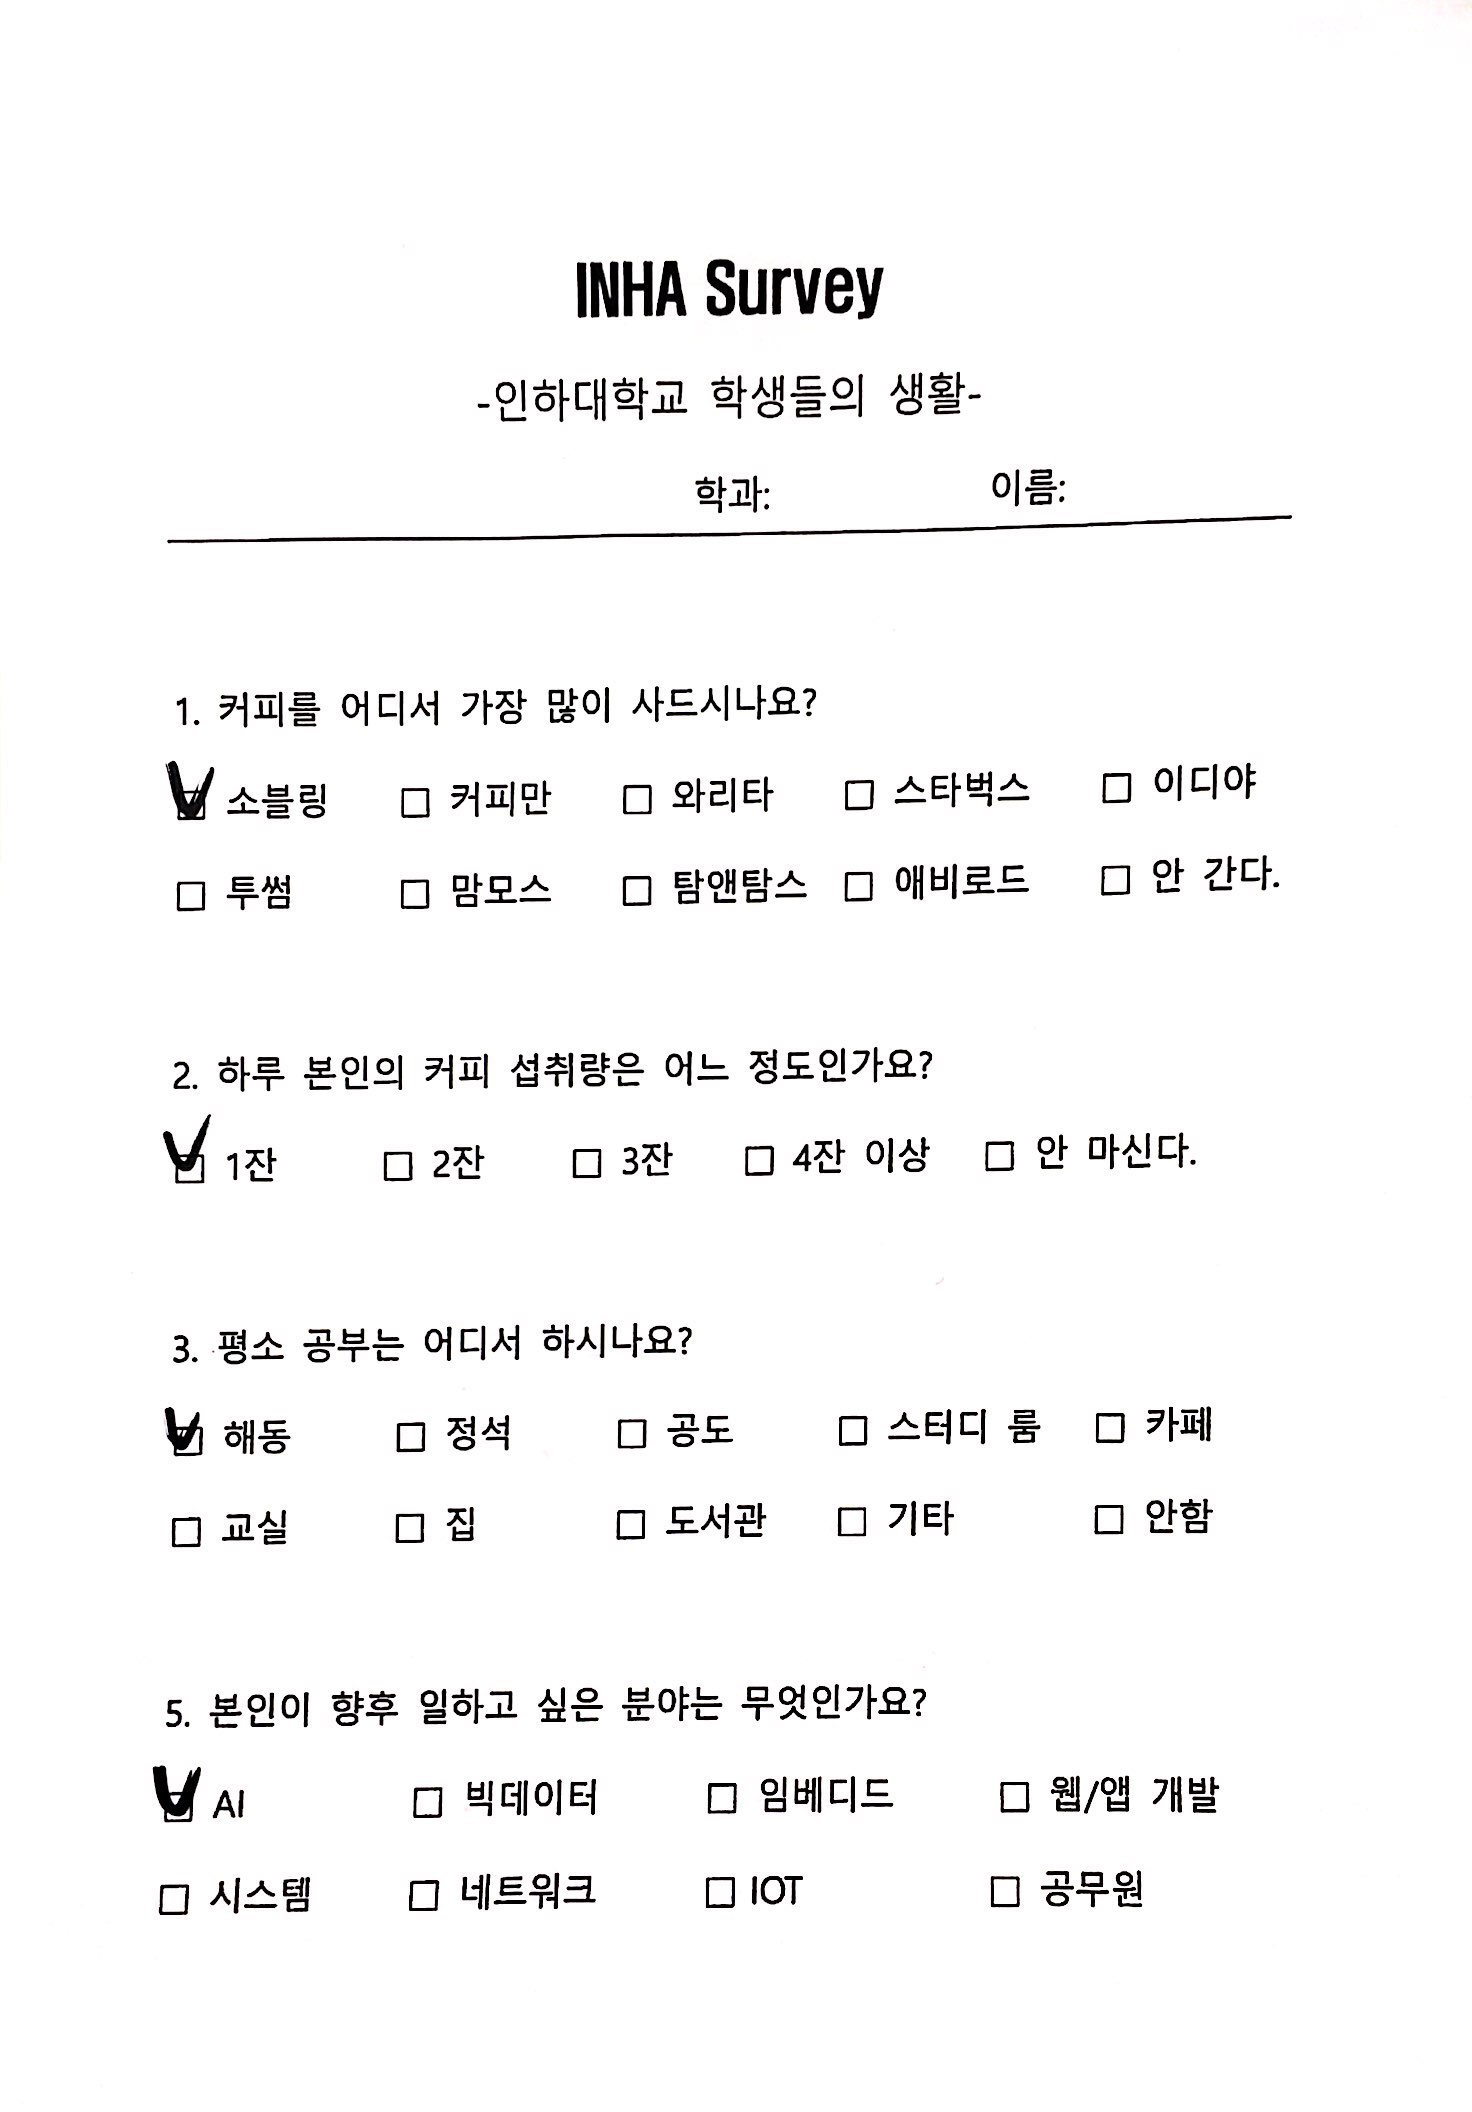 INHA Survey
-인하대학교 학생들의 생활-
학과: 이름:
1. 커피를 어디서 가장 많이 사드시나요?
☑ 소블링 ☐ 커피만 ☐ 와리타 ☐ 스타벅스 ☐ 이디야
☐ 투썸 ☐ 맘모스 ☐ 탐앤탐스 ☐ 애비로드 ☐ 안 간다.
2. 하루 본인의 커피 섭취량은 어느 정도인가요?
☑ 1잔 ☐ 2잔 ☐ 3잔 ☐ 4잔 이상 ☐ 안 마신다.
3. 평소 공부는 어디서 하시나요?
☑ 해동 ☐ 정석 ☐ 공도 ☐ 스터디 룸 ☐ 카페
☐ 교실 ☐ 집 ☐ 도서관 ☐ 기타 ☐ 안함
5. 본인이 향후 일하고 싶은 분야는 무엇인가요?
☑ AI ☐ 빅데이터 ☐ 임베디드 ☐ 웹/앱 개발
☐ 시스템 ☐ 네트워크 ☐ IOT ☐ 공무원